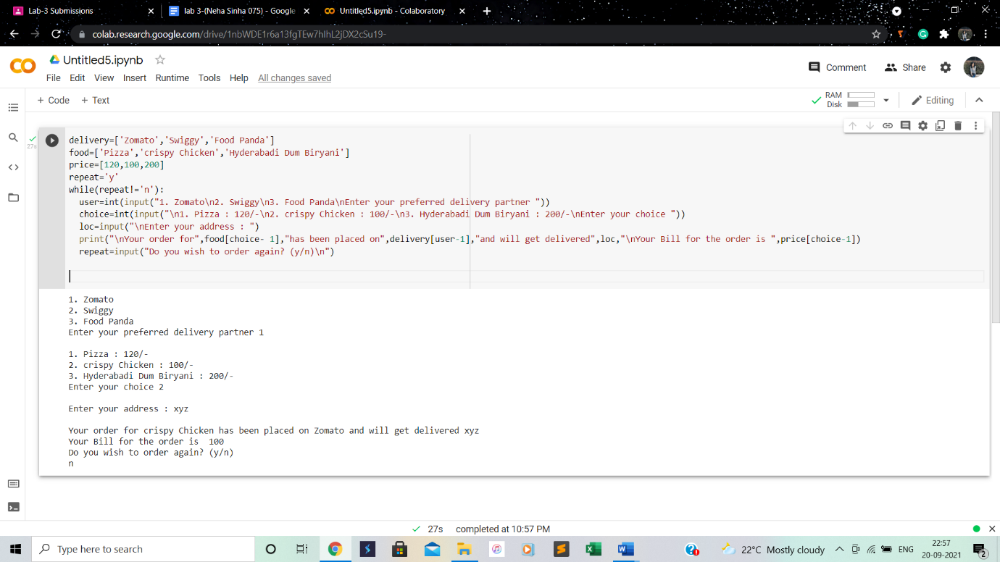 Lab-3 Submissions
lab 3-(Neha Sinha 075) - Google
Untitled5.ipynb - Colaboratory
colab.research.google.com/drive/1nbWDE1r6a13fgTEw7hIhL2jDX2cSu19-
Untitled5.ipynb
File Edit View Insert Runtime Tools Help All changes saved
Comment Share
+ Code + Text
RAM
Disk
Editing
27s
delivery=['Zomato','Swiggy','Food Panda']
food=['Pizza','crispy Chicken','Hyderabadi Dum Biryani']
price=[120,100,200]
repeat='y'
while(repeat!='n'):
  user=int(input("1. Zomato\n2. Swiggy\n3. Food Panda\nEnter your preferred delivery partner "))
  choice=int(input("\n1. Pizza : 120/-\n2. crispy Chicken : 100/-\n3. Hyderabadi Dum Biryani : 200/-\nEnter your choice "))
  loc=input("\nEnter your address : ")
  print("\nYour order for",food[choice- 1],"has been placed on",delivery[user-1],"and will get delivered",loc,"\nYour Bill for the order is ",price[choice-1])
  repeat=input("Do you wish to order again? (y/n)\n")
1. Zomato
2. Swiggy
3. Food Panda
Enter your preferred delivery partner 1
1. Pizza : 120/-
2. crispy Chicken : 100/-
3. Hyderabadi Dum Biryani : 200/-
Enter your choice 2
Enter your address : xyz
Your order for crispy Chicken has been placed on Zomato and will get delivered xyz
Your Bill for the order is  100
Do you wish to order again? (y/n)
n
27s completed at 10:57 PM
Type here to search
22°C Mostly cloudy
ENG
22:57
20-09-2021
2